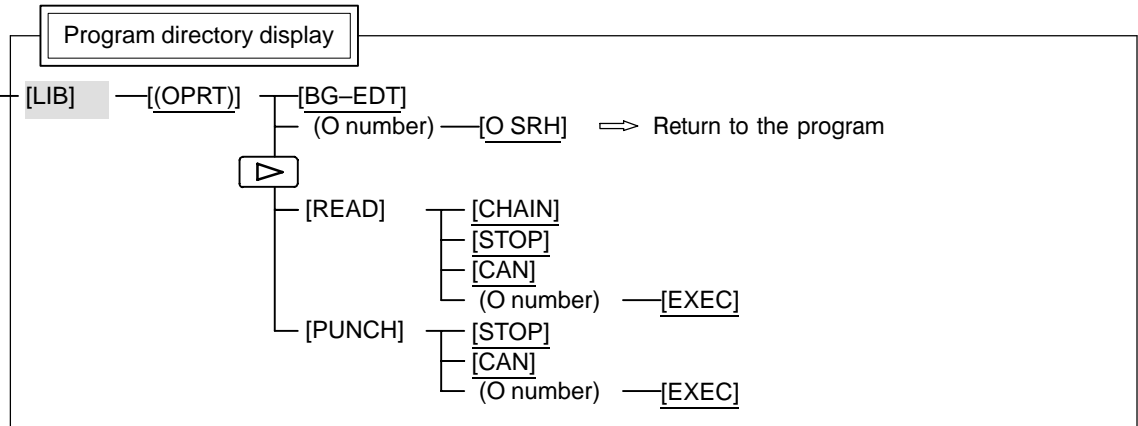 Program directory display
[LIB] [(OPRT)] [BG–EDT]
(O number) [O SRH] Return to the program
[READ] [CHAIN]
[STOP]
[CAN]
(O number) [EXEC]
[PUNCH] [STOP]
[CAN]
(O number) [EXEC]